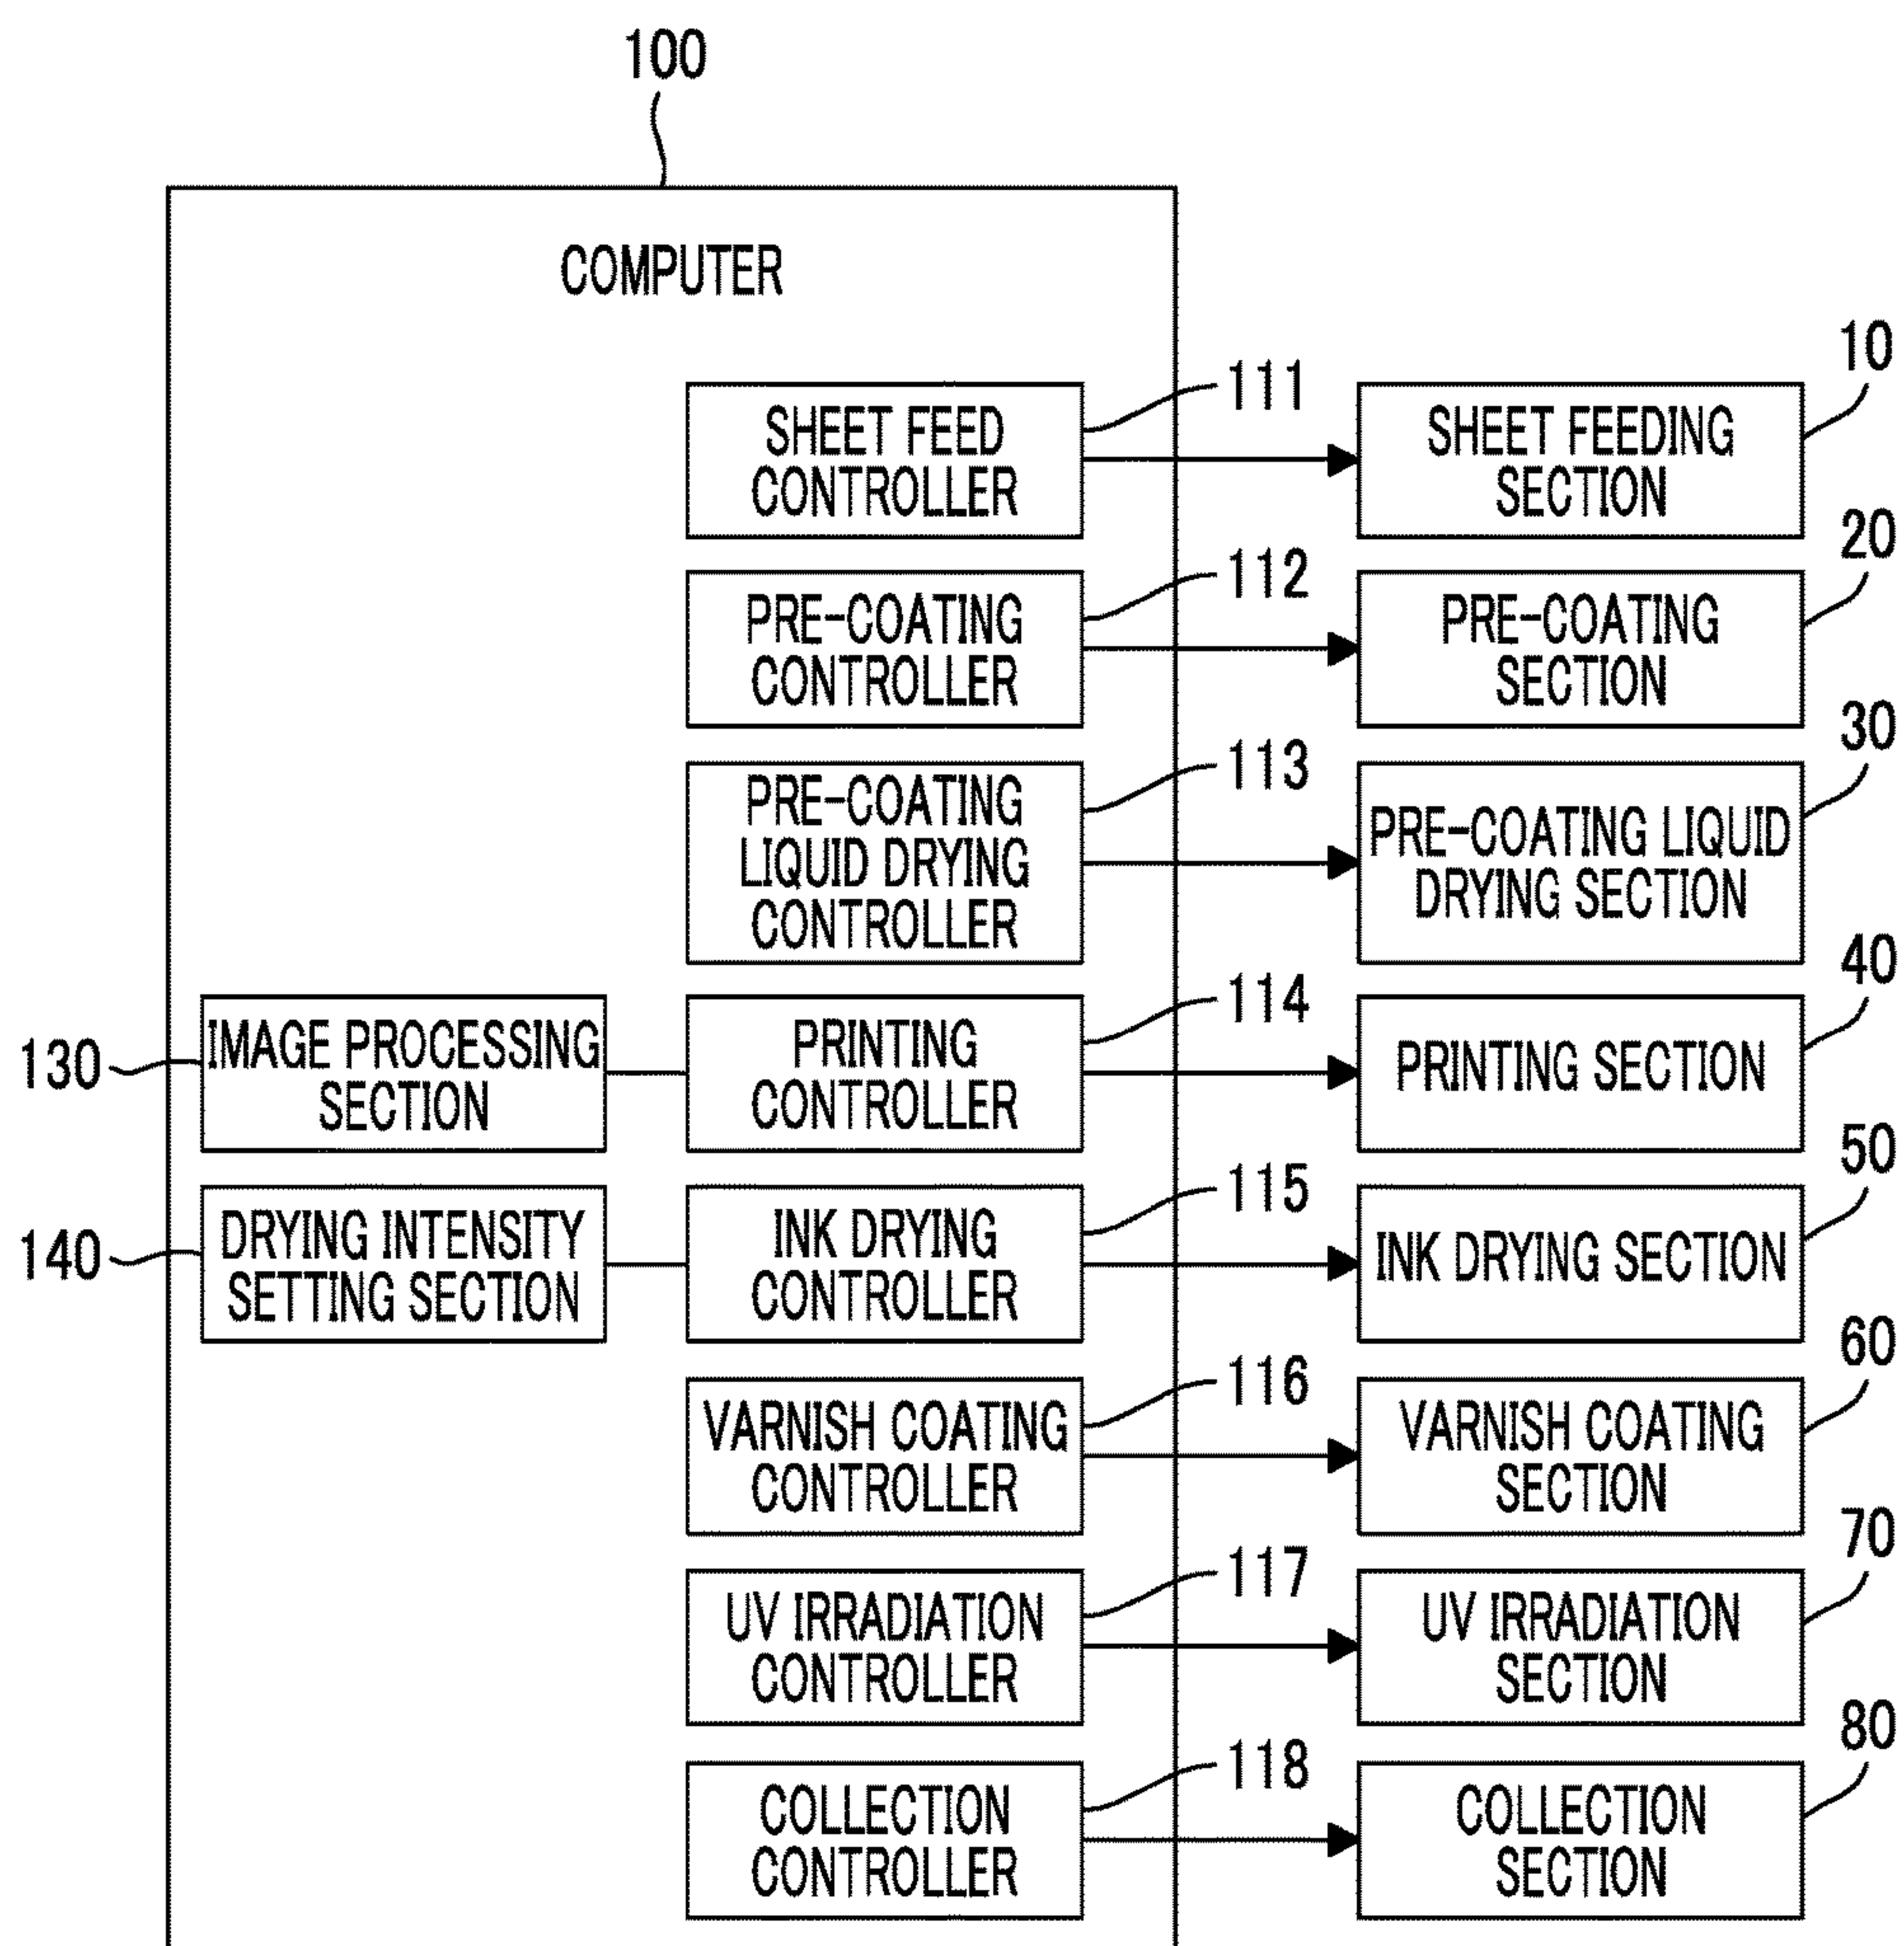 100
COMPUTER
10
111
SHEET FEED
CONTROLLER
SHEET FEEDING
SECTION
20
112
PRE-COATING
CONTROLLER
PRE-COATING
SECTION
30
113
PRE-COATING
LIQUID DRYING
CONTROLLER
PRE-COATING LIQUID
DRYING SECTION
40
114
130
IMAGE PROCESSING
SECTION
PRINTING
CONTROLLER
PRINTING SECTION
50
115
140
DRYING INTENSITY
SETTING SECTION
INK DRYING
CONTROLLER
INK DRYING SECTION
60
116
VARNISH COATING
CONTROLLER
VARNISH COATING
SECTION
70
117
UV IRRADIATION
CONTROLLER
UV IRRADIATION
SECTION
80
118
COLLECTION
CONTROLLER
COLLECTION
SECTION